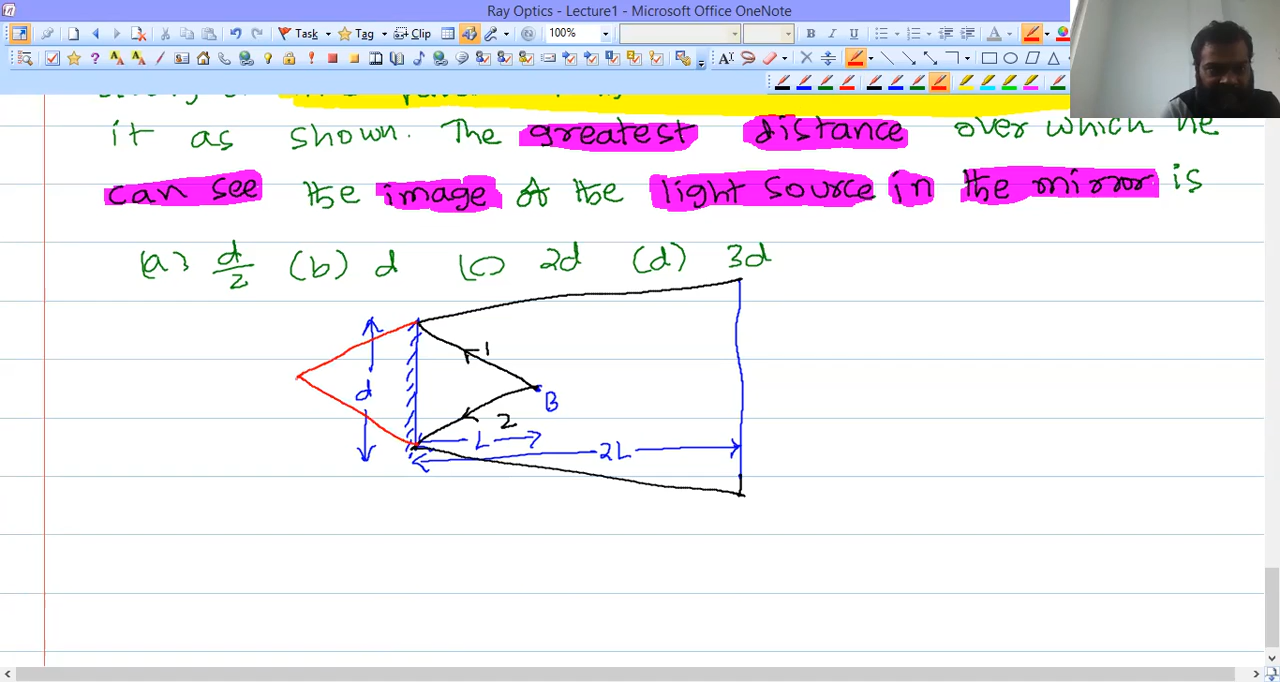 Ray Optics - Lecture1 - Microsoft OneNote
Task Tag Clip 100% B I U A
it as shown. The greatest distance over which he
can see the image of the light source in the mirror is
(a) d/2 (b) d (c) 2d (d) 3d
1
d
B
2
L
2L